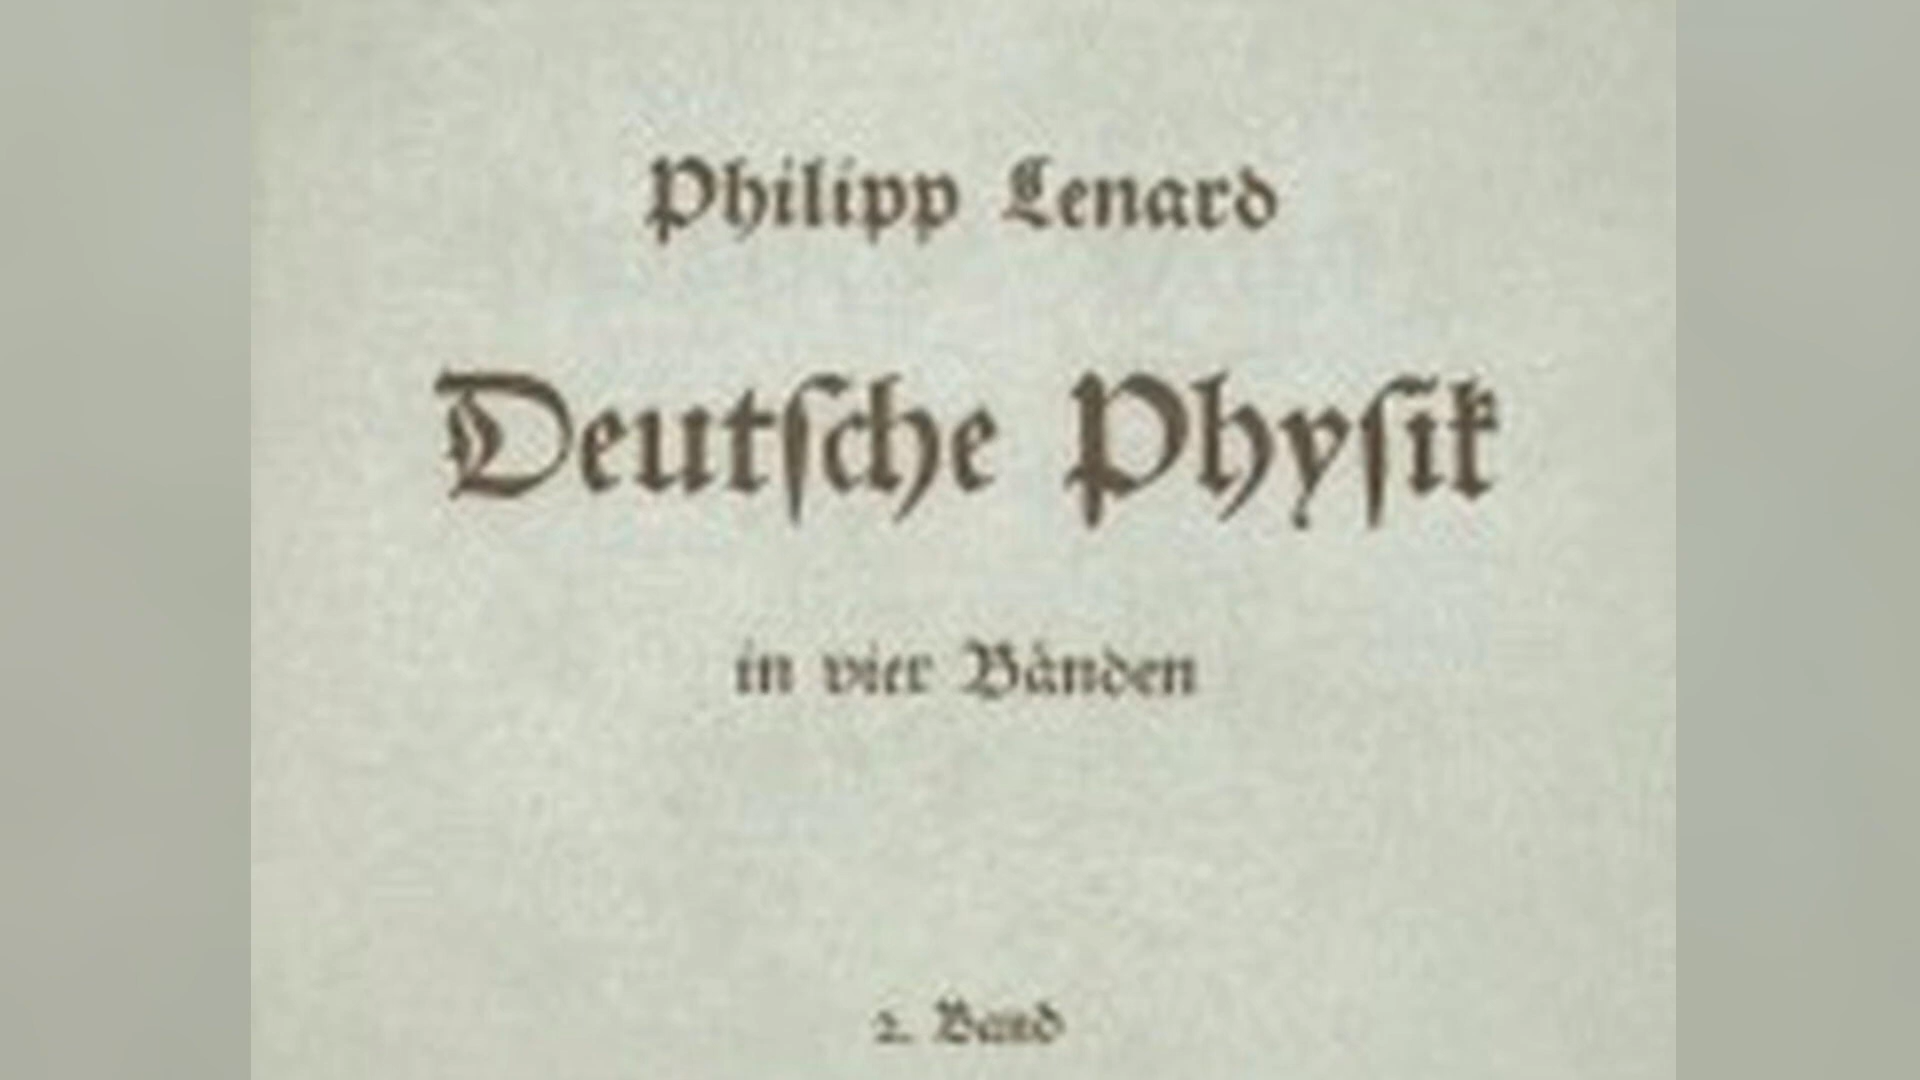 Philipp Lenard
Deutſche Phyſik
in vier Bänden
2. Band